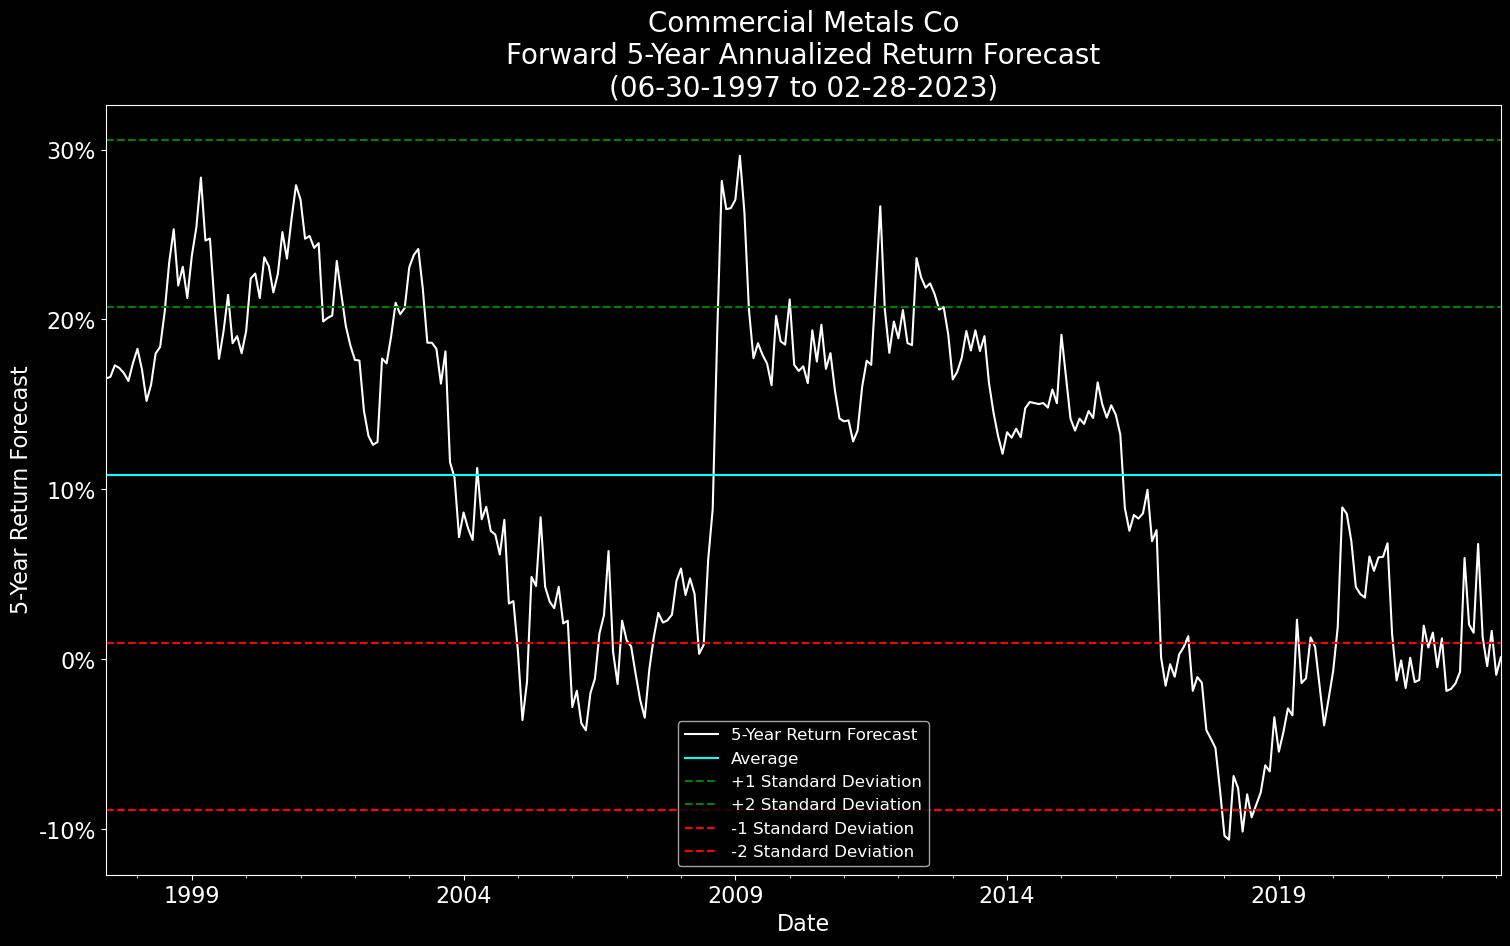 Commercial Metals Co
Forward 5-Year Annualized Return Forecast
(06-30-1997 to 02-28-2023)
5-Year Return Forecast
30%
20%
10%
0%
-10%
5-Year Return Forecast
Average
+1 Standard Deviation
+2 Standard Deviation
-1 Standard Deviation
-2 Standard Deviation
1999 2004 2009 2014 2019
Date